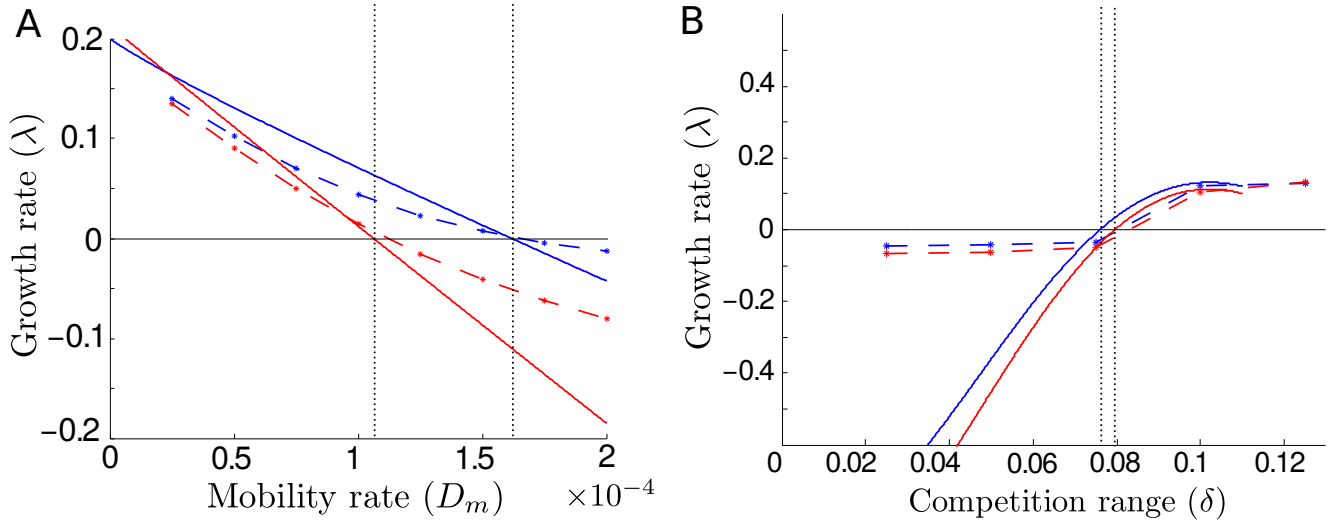 A
Growth rate (λ)
0.2
0.1
0
−0.1
−0.2
0 0.5 1 1.5 2
Mobility rate (Dm) ×10−4
B
Growth rate (λ)
0.4
0.2
0
−0.2
−0.4
0 0.02 0.04 0.06 0.08 0.1 0.12
Competition range (δ)